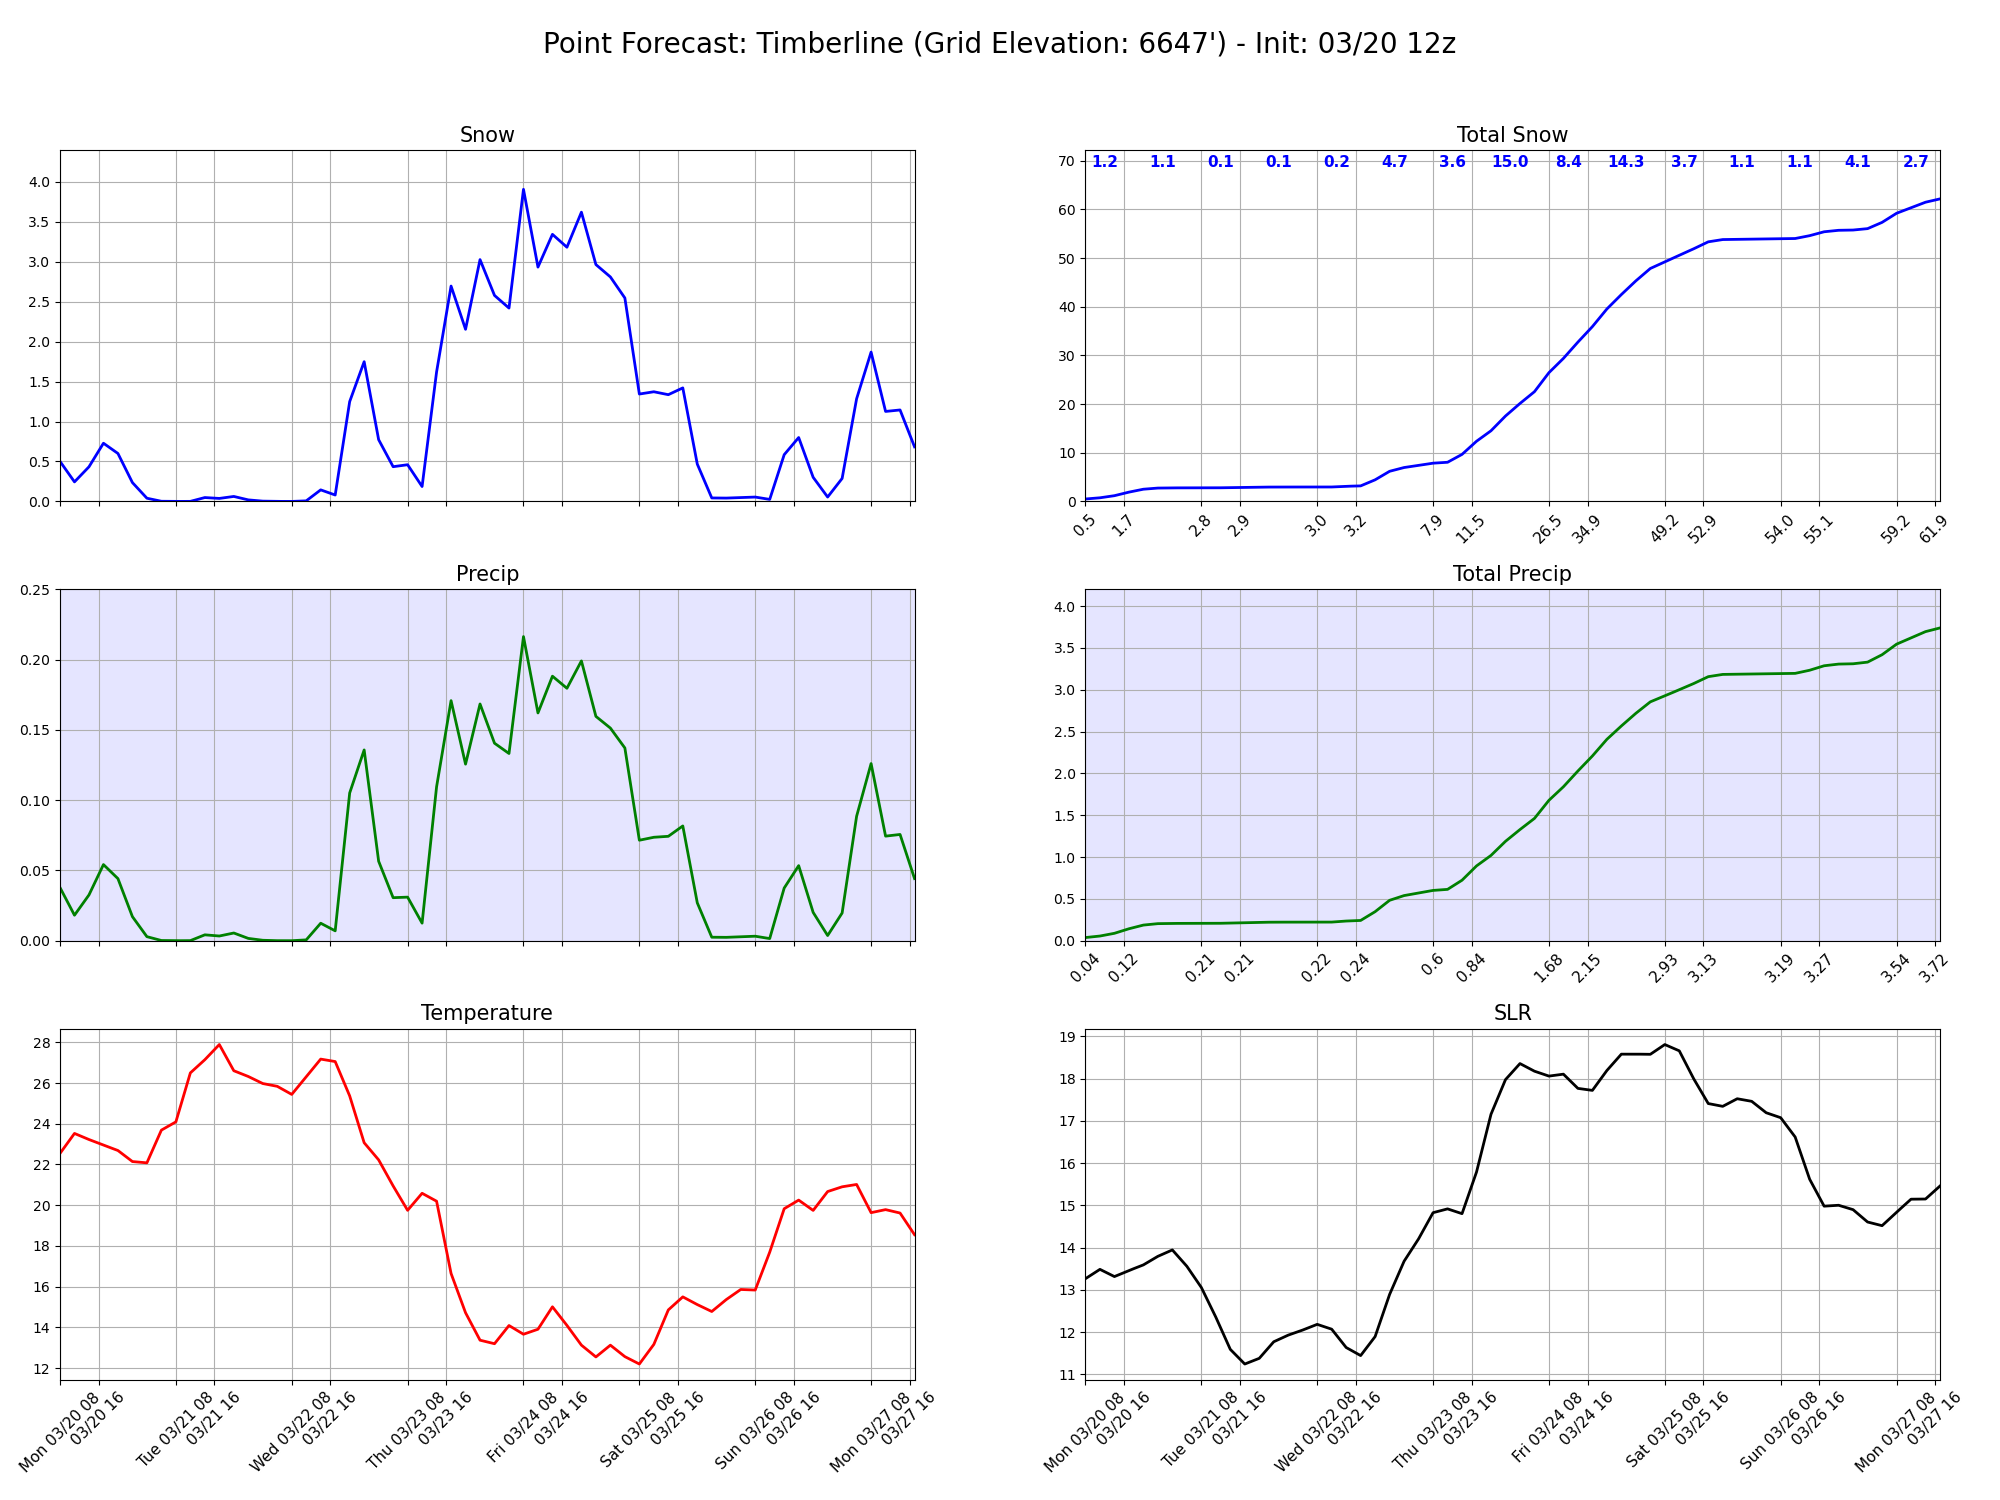 Point Forecast: Timberline (Grid Elevation: 6647') - Init: 03/20 12z
Snow
4.0
3.5
3.0
2.5
2.0
1.5
1.0
0.5
0.0
Total Snow
1.2 1.1 0.1 0.1 0.2 4.7 3.6 15.0 8.4 14.3 3.7 1.1 1.1 4.1 2.7
70
60
50
40
30
20
10
0
0.5 1.7 2.8 2.9 3.0 3.2 7.9 11.5 26.5 34.9 49.2 52.9 54.0 55.1 59.2 61.9
Precip
0.25
0.20
0.15
0.10
0.05
0.00
Total Precip
4.0
3.5
3.0
2.5
2.0
1.5
1.0
0.5
0.0
0.04 0.12 0.21 0.21 0.22 0.24 0.6 0.84 1.68 2.15 2.93 3.13 3.19 3.27 3.54 3.72
Temperature
28
26
24
22
20
18
16
14
12
Mon 03/20 08
03/20 16
Tue 03/21 08
03/21 16
Wed 03/22 08
03/22 16
Thu 03/23 08
03/23 16
Fri 03/24 08
03/24 16
Sat 03/25 08
03/25 16
Sun 03/26 08
03/26 16
Mon 03/27 08
03/27 16
SLR
19
18
17
16
15
14
13
12
11
Mon 03/20 08
03/20 16
Tue 03/21 08
03/21 16
Wed 03/22 08
03/22 16
Thu 03/23 08
03/23 16
Fri 03/24 08
03/24 16
Sat 03/25 08
03/25 16
Sun 03/26 08
03/26 16
Mon 03/27 08
03/27 16